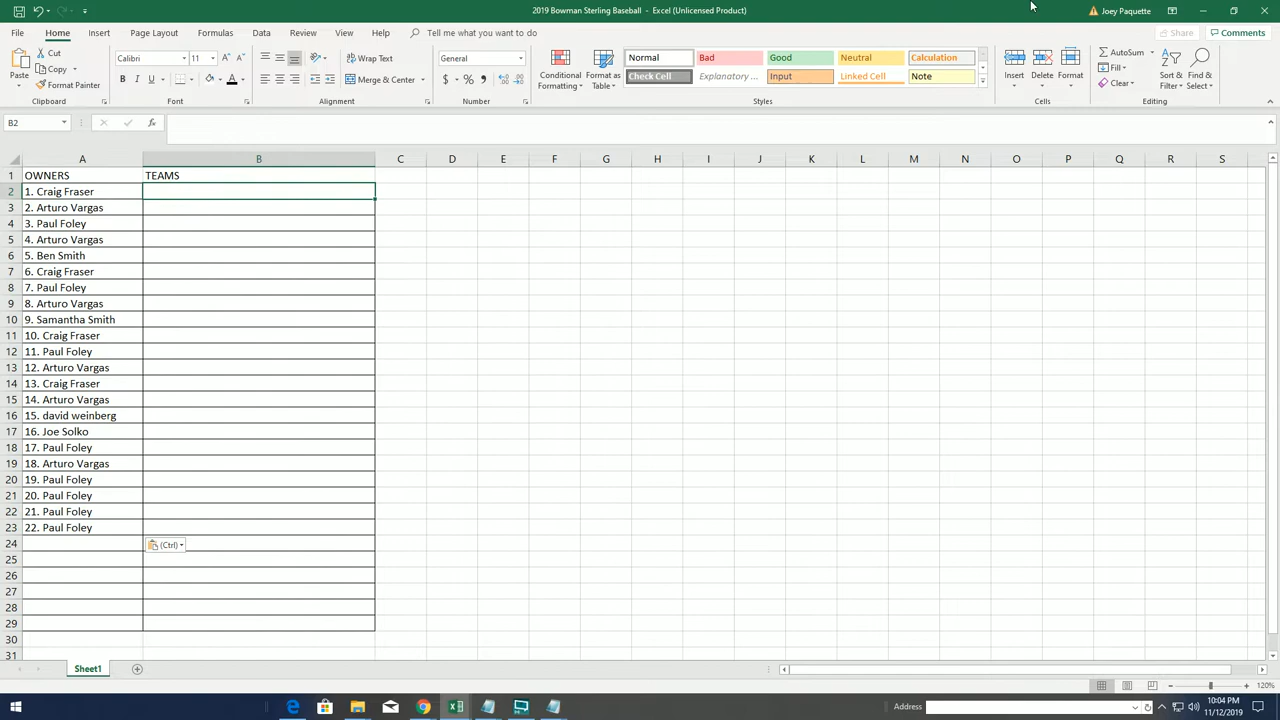 2019 Bowman Sterling Baseball - Excel (Unlicensed Product)
Joey Paquette
File Home Insert Page Layout Formulas Data Review View Help Tell me what you want to do
Share Comments
Paste Cut Copy Format Painter
Clipboard
Calibri 11 A A
B I U A
Font
Wrap Text
Merge & Center
Alignment
General
$ % ,
Number
Conditional Formatting
Format as Table
Normal Bad Good Neutral Calculation
Check Cell Explanatory ... Input Linked Cell Note
Styles
Insert Delete Format
Cells
AutoSum
Fill
Clear
Sort & Filter
Find & Select
Editing
B2 fx
A B C D E F G H I J K L M N O P Q R S
1 OWNERS TEAMS
2 1. Craig Fraser
3 2. Arturo Vargas
4 3. Paul Foley
5 4. Arturo Vargas
6 5. Ben Smith
7 6. Craig Fraser
8 7. Paul Foley
9 8. Arturo Vargas
10 9. Samantha Smith
11 10. Craig Fraser
12 11. Paul Foley
13 12. Arturo Vargas
14 13. Craig Fraser
15 14. Arturo Vargas
16 15. david weinberg
17 16. Joe Solko
18 17. Paul Foley
19 18. Arturo Vargas
20 19. Paul Foley
21 20. Paul Foley
22 21. Paul Foley
23 22. Paul Foley
24 (Ctrl)
25
26
27
28
29
30
31
Sheet1
120%
Address
10:04 PM
11/12/2019